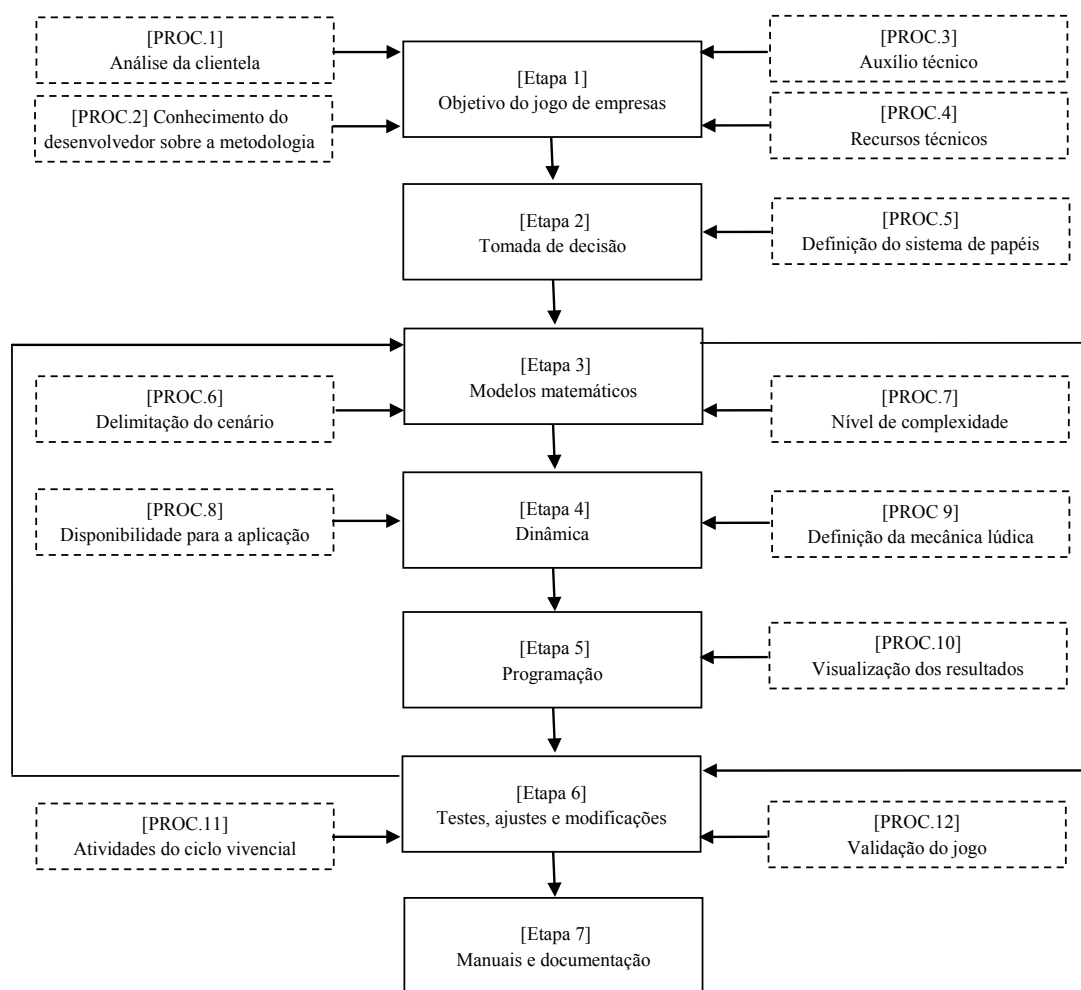 [PROC.1]
Análise da clientela
[PROC.3]
Auxílio técnico
[Etapa 1]
Objetivo do jogo de empresas
[PROC.2] Conhecimento do
desenvolvedor sobre a metodologia
[PROC.4]
Recursos técnicos
[Etapa 2]
Tomada de decisão
[PROC.5]
Definição do sistema de papéis
[Etapa 3]
Modelos matemáticos
[PROC.6]
Delimitação do cenário
[PROC.7]
Nível de complexidade
[PROC.8]
Disponibilidade para a aplicação
[Etapa 4]
Dinâmica
[PROC 9]
Definição da mecânica lúdica
[Etapa 5]
Programação
[PROC.10]
Visualização dos resultados
[Etapa 6]
Testes, ajustes e modificações
[PROC.11]
Atividades do ciclo vivencial
[PROC.12]
Validação do jogo
[Etapa 7]
Manuais e documentação